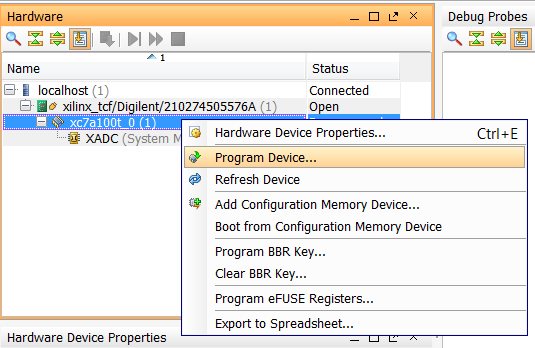 Hardware
Debug Probes
1
Name Status
localhost (1) Connected
xilinx_tcf/Digilent/210274505576A (1) Open
xc7a100t_0 (1)
XADC (System M
Hardware Device Properties... Ctrl+E
Program Device...
Refresh Device
Add Configuration Memory Device...
Boot from Configuration Memory Device
Program BBR Key...
Clear BBR Key...
Program eFUSE Registers...
Export to Spreadsheet...
Hardware Device Properties